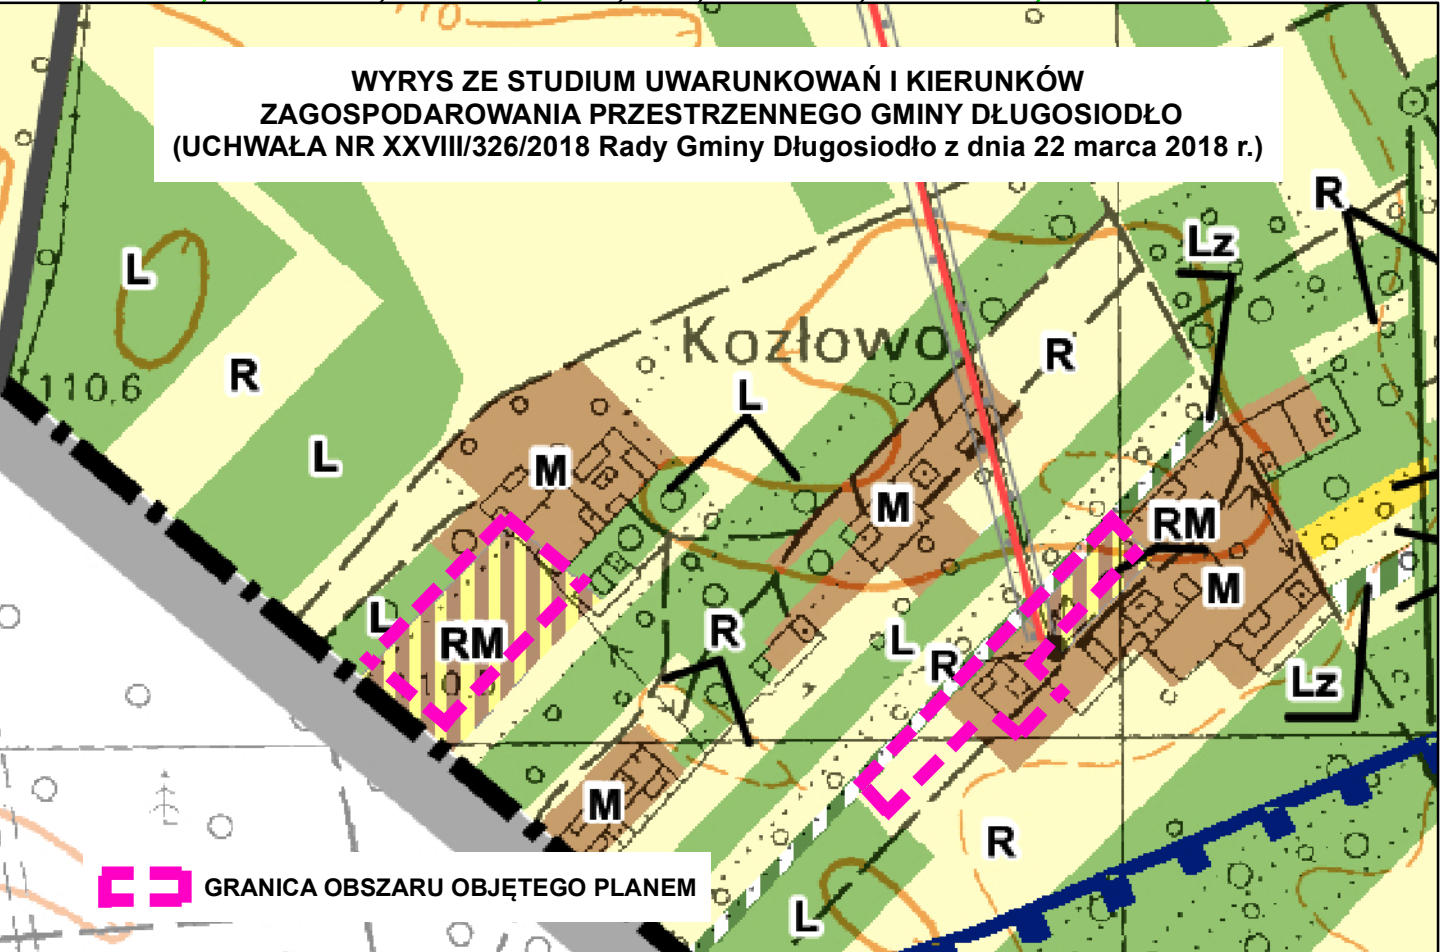 WYRYS ZE STUDIUM UWARUNKOWAŃ I KIERUNKÓW
ZAGOSPODAROWANIA PRZESTRZENNEGO GMINY DŁUGOSIODŁO
(UCHWAŁA NR XXVIII/326/2018 Rady Gminy Długosiodło z dnia 22 marca 2018 r.)
R
Lz
L
Kozłowo
R
110,6
R
L
L
M
M
RM
M
L
RM
R
L
R
Lz
M
R
L
GRANICA OBSZARU OBJĘTEGO PLANEM